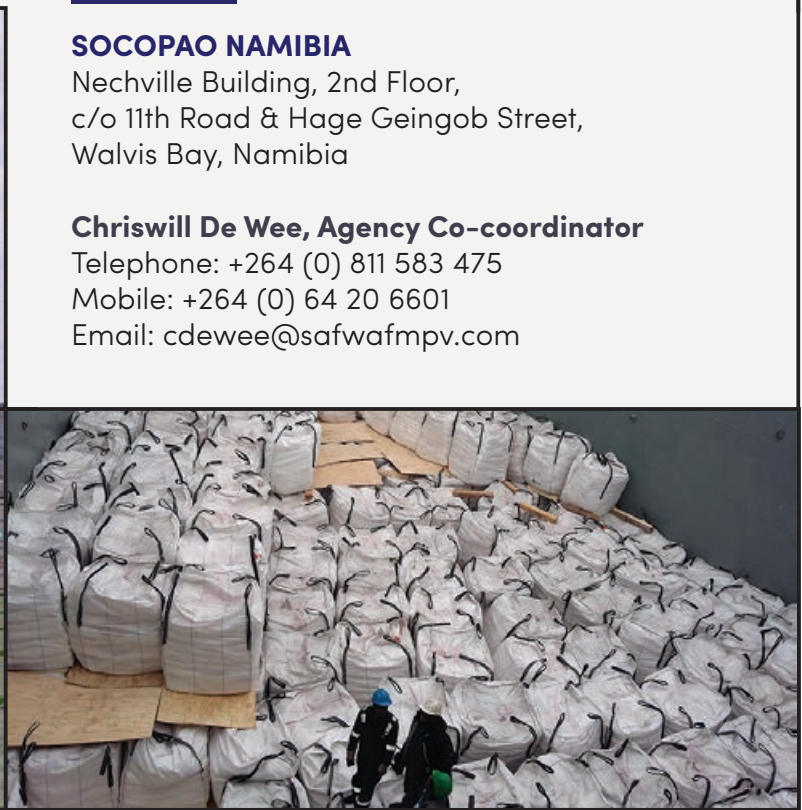 SOCOPAO NAMIBIA
Nechville Building, 2nd Floor,
c/o 11th Road & Hage Geingob Street,
Walvis Bay, Namibia
Chriswill De Wee, Agency Co-coordinator
Telephone: +264 (0) 811 583 475
Mobile: +264 (0) 64 20 6601
Email: cdewee@safwafmpv.com